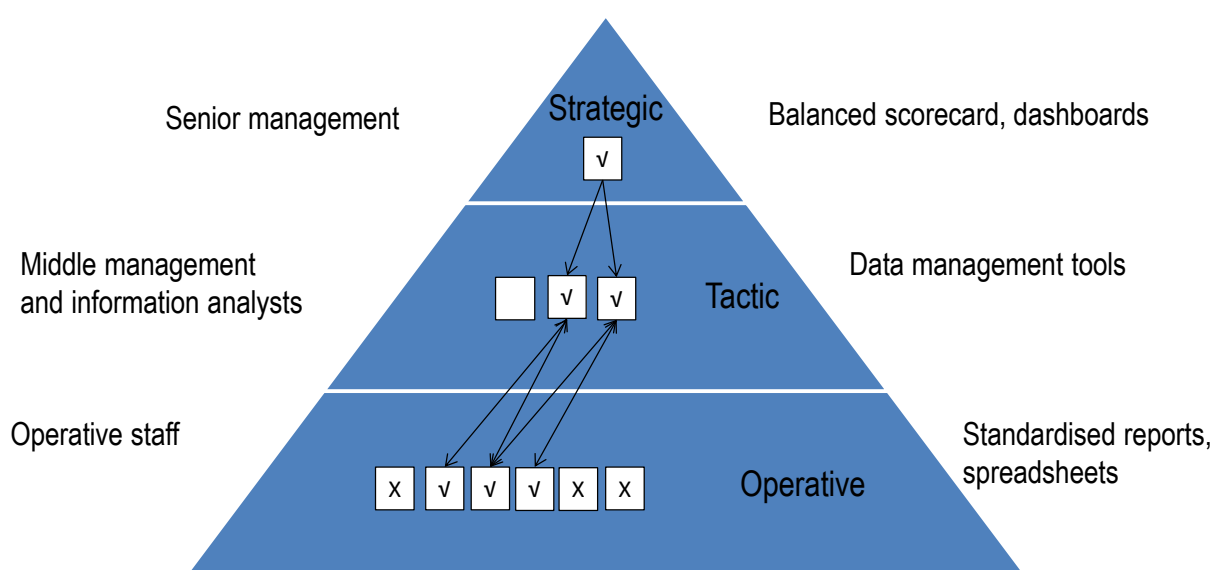 Strategic
Senior management
Balanced scorecard, dashboards
√
Middle management
and information analysts
Data management tools
√ √
Tactic
Operative staff
Standardised reports,
spreadsheets
X √ √ √ X X
Operative